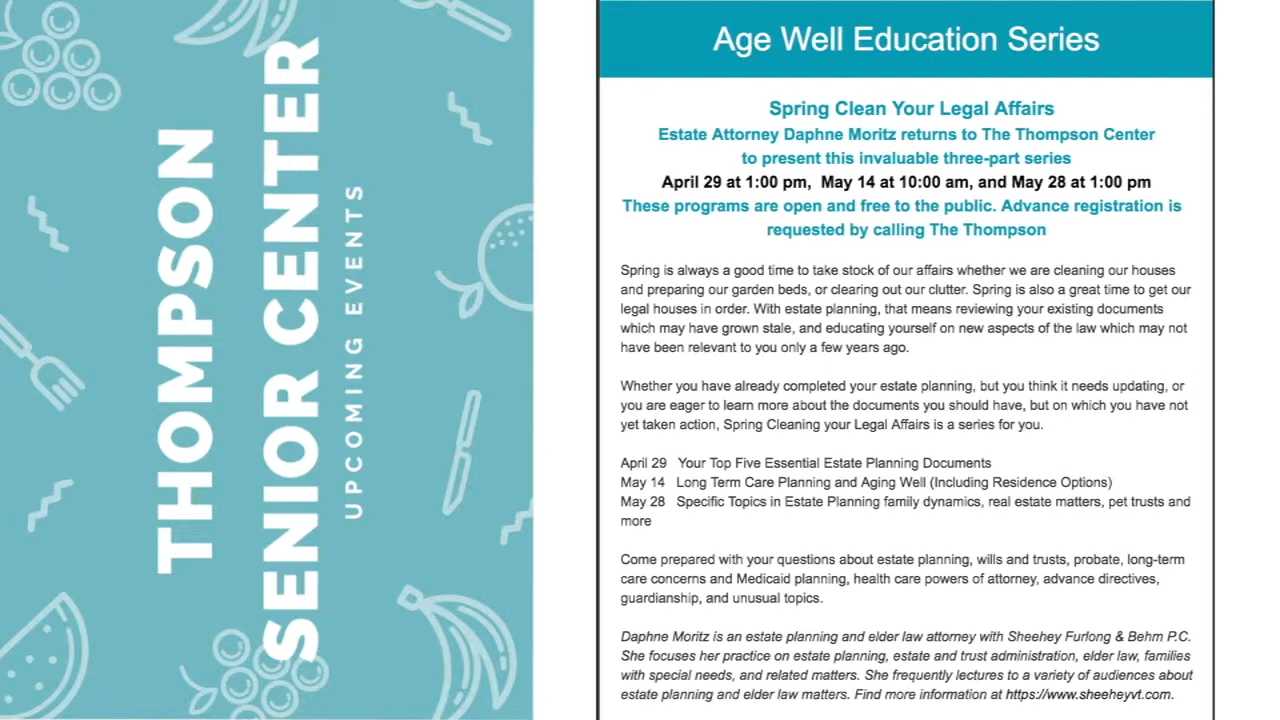 THOMPSON
SENIOR CENTER
UPCOMING EVENTS
Age Well Education Series
Spring Clean Your Legal Affairs
Estate Attorney Daphne Moritz returns to The Thompson Center
to present this invaluable three-part series
April 29 at 1:00 pm, May 14 at 10:00 am, and May 28 at 1:00 pm
These programs are open and free to the public. Advance registration is
requested by calling The Thompson
Spring is always a good time to take stock of our affairs whether we are cleaning our houses
and preparing our garden beds, or clearing out our clutter. Spring is also a great time to get our
legal houses in order. With estate planning, that means reviewing your existing documents
which may have grown stale, and educating yourself on new aspects of the law which may not
have been relevant to you only a few years ago.
Whether you have already completed your estate planning, but you think it needs updating, or
you are eager to learn more about the documents you should have, but on which you have not
yet taken action, Spring Cleaning your Legal Affairs is a series for you.
April 29 Your Top Five Essential Estate Planning Documents
May 14 Long Term Care Planning and Aging Well (Including Residence Options)
May 28 Specific Topics in Estate Planning family dynamics, real estate matters, pet trusts and
more
Come prepared with your questions about estate planning, wills and trusts, probate, long-term
care concerns and Medicaid planning, health care powers of attorney, advance directives,
guardianship, and unusual topics.
Daphne Moritz is an estate planning and elder law attorney with Sheehey Furlong & Behm P.C.
She focuses her practice on estate planning, estate and trust administration, elder law, families
with special needs, and related matters. She frequently lectures to a variety of audiences about
estate planning and elder law matters. Find more information at https://www.sheeheyvt.com.